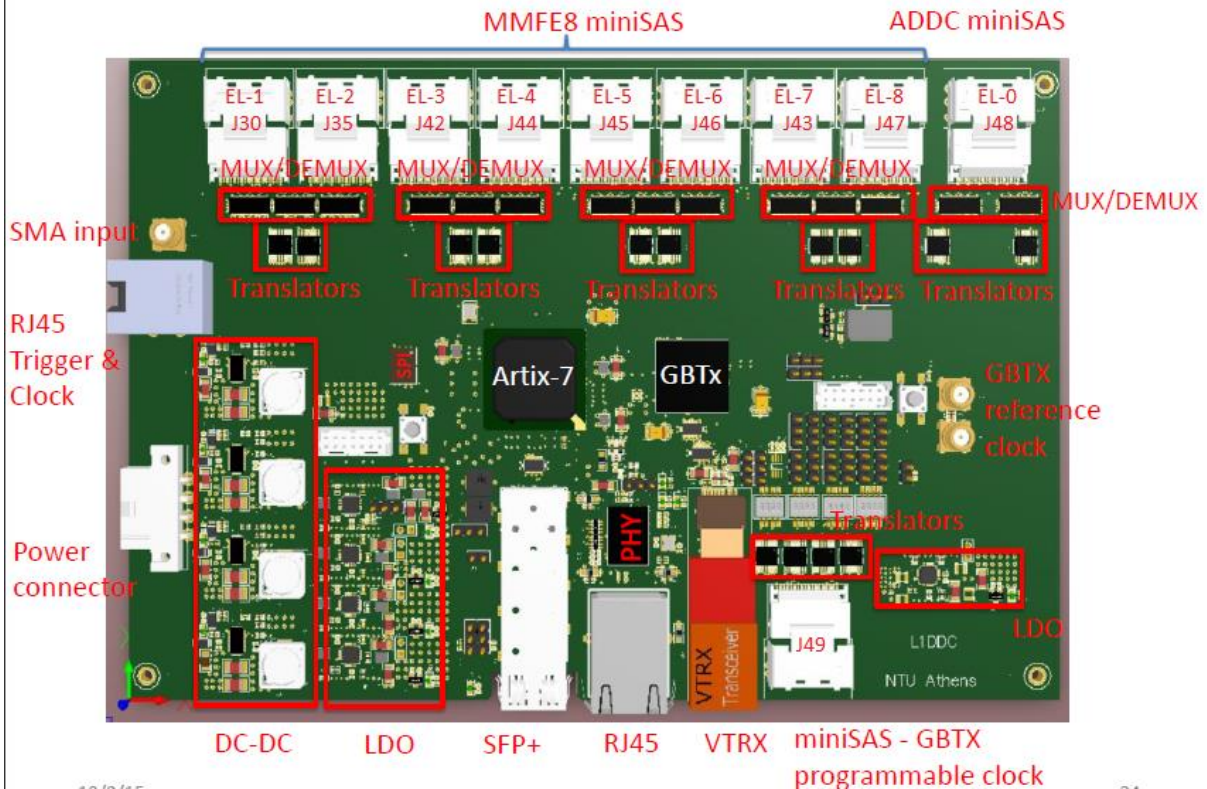 MMFE8 miniSAS
ADDC miniSAS
EL-1
EL-2
EL-3
EL-4
EL-5
EL-6
EL-7
EL-8
EL-0
J30
J35
J42
J44
J45
J46
J43
J47
J48
MUX/DEMUX
MUX/DEMUX
MUX/DEMUX
MUX/DEMUX
MUX/DEMUX
SMA input
Translators
Translators
Translators
Translators
Translators
RJ45
Trigger &
Clock
SPI
Artix-7
GBTx
GBTX
reference
clock
Power
connector
PHY
Translators
LDO
VTRX
Transceiver
J49
L1DDC
NTU Athens
DC-DC
LDO
SFP+
RJ45
VTRX
miniSAS - GBTX
programmable clock